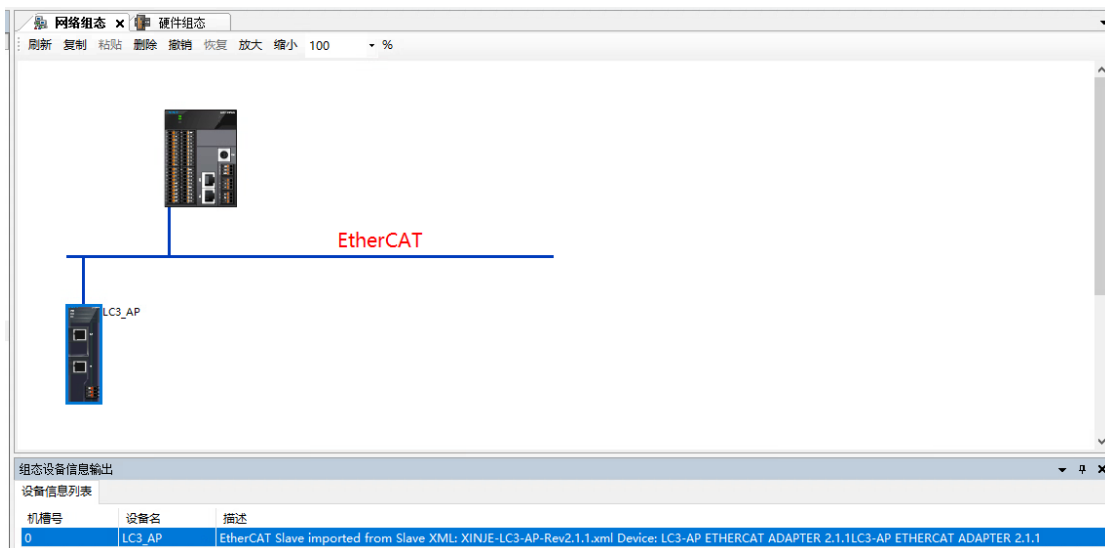 网络组态 × 硬件组态
刷新 复制 粘贴 删除 撤销 恢复 放大 缩小 100 %
EtherCAT
LC3_AP
组态设备信息输出
设备信息列表
机槽号 设备名 描述
0 LC3_AP EtherCAT Slave imported from Slave XML: XINJE-LC3-AP-Rev2.1.1.xml Device: LC3-AP ETHERCAT ADAPTER 2.1.1LC3-AP ETHERCAT ADAPTER 2.1.1